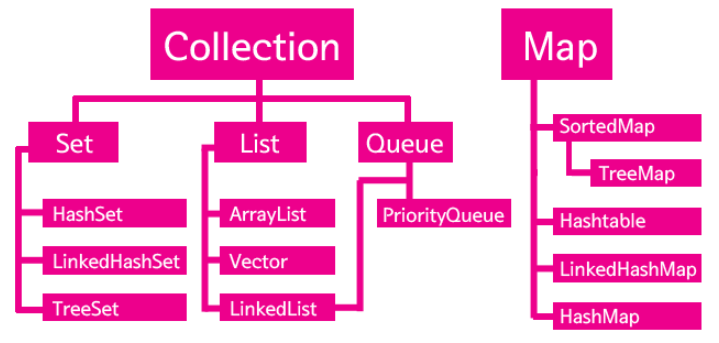 Collection
Map
Set
List
Queue
HashSet
LinkedHashSet
TreeSet
ArrayList
Vector
LinkedList
PriorityQueue
SortedMap
TreeMap
Hashtable
LinkedHashMap
HashMap